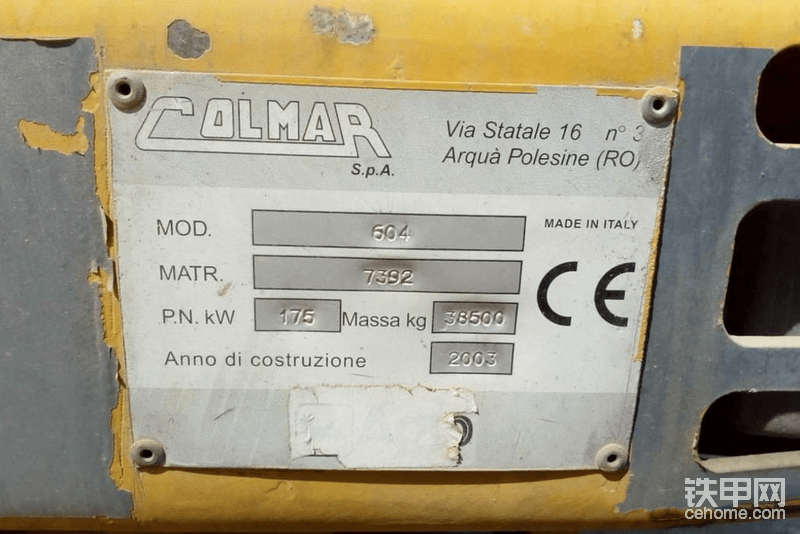 COLMAR
S.p.A.
Via Statale 16 n° 3
Arquà Polesine (RO)
MOD. 604
MADE IN ITALY
MATR. 7392
CE
P.N. kW 175 Massa kg 38500
Anno di costruzione 2003
铁甲网
cehome.com